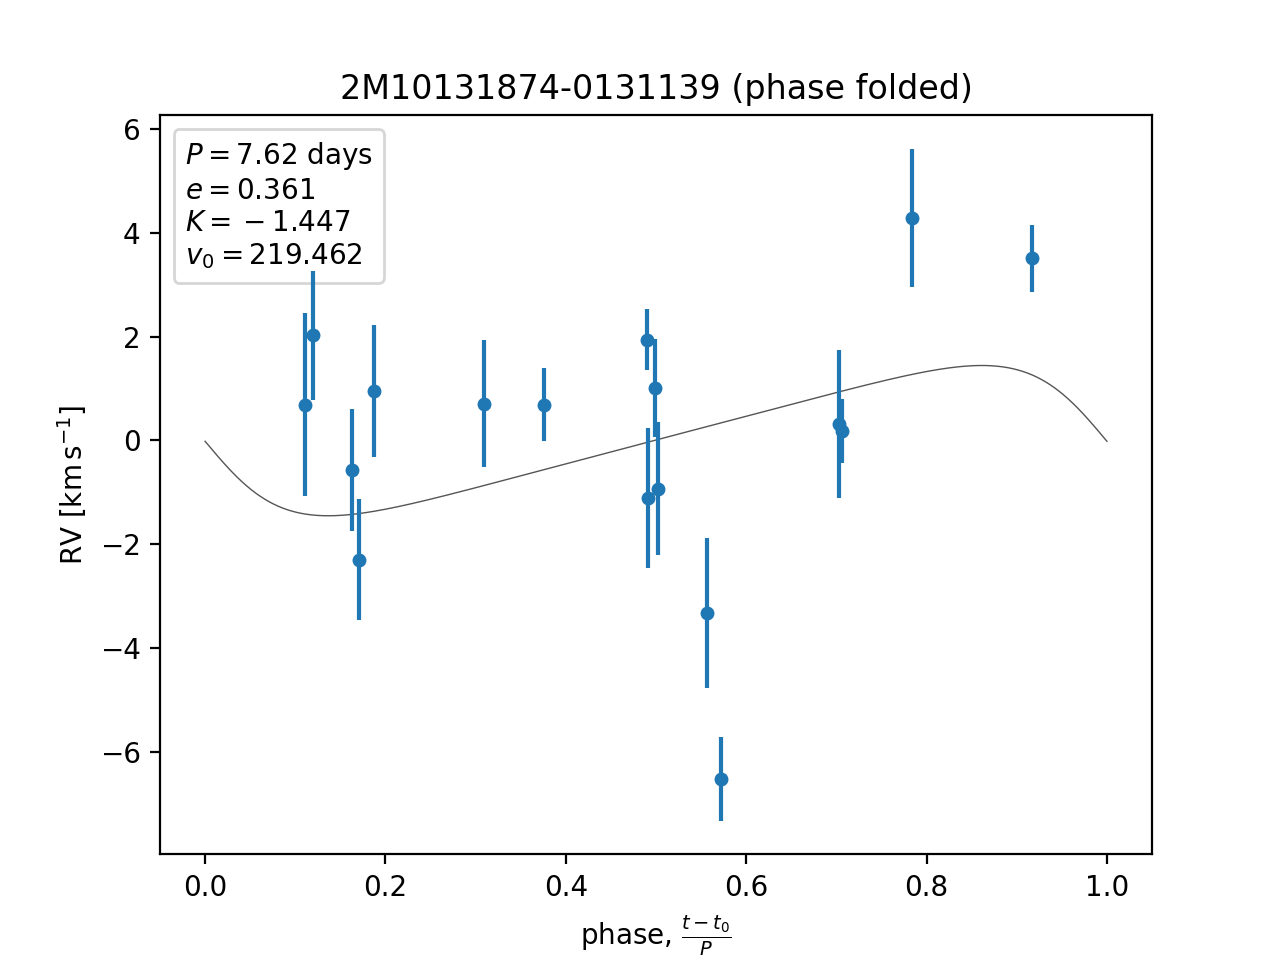 2M10131874-0131139 (phase folded)
P = 7.62 days
e = 0.361
K = −1.447
v₀ = 219.462
6
4
2
0
−2
−4
−6
RV [km s⁻¹]
0.0 0.2 0.4 0.6 0.8 1.0
phase, (t − t₀)/P